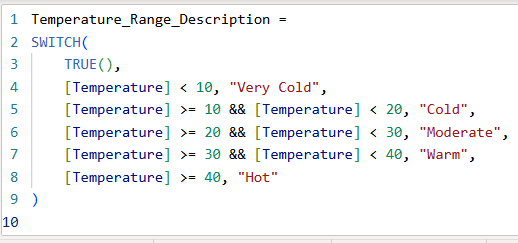 1 Temperature_Range_Description =
2 SWITCH(
3     TRUE(),
4     [Temperature] < 10, "Very Cold",
5     [Temperature] >= 10 && [Temperature] < 20, "Cold",
6     [Temperature] >= 20 && [Temperature] < 30, "Moderate",
7     [Temperature] >= 30 && [Temperature] < 40, "Warm",
8     [Temperature] >= 40, "Hot"
9 )
10